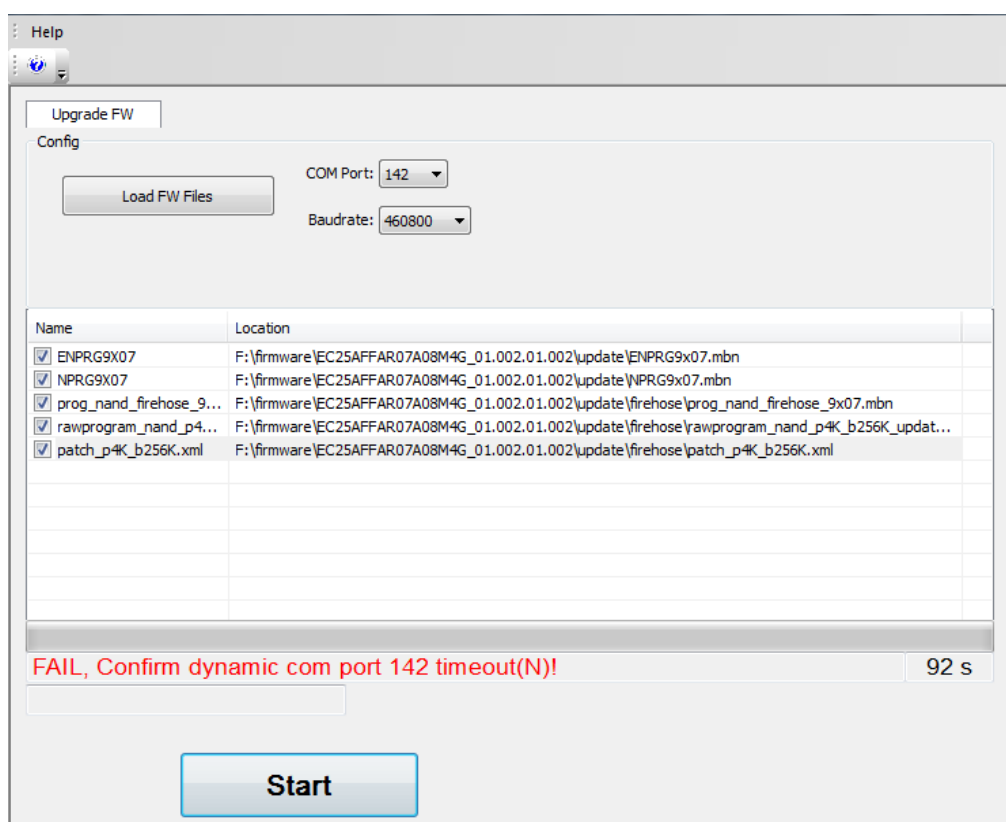 Help
Upgrade FW
Config
Load FW Files
COM Port: 142
Baudrate: 460800
Name Location
ENPRG9X07 F:\firmware\EC25AFFAR07A08M4G_01.002.01.002\update\ENPRG9x07.mbn
NPRG9X07 F:\firmware\EC25AFFAR07A08M4G_01.002.01.002\update\NPRG9x07.mbn
prog_nand_firehose_9... F:\firmware\EC25AFFAR07A08M4G_01.002.01.002\update\firehose\prog_nand_firehose_9x07.mbn
rawprogram_nand_p4... F:\firmware\EC25AFFAR07A08M4G_01.002.01.002\update\firehose\rawprogram_nand_p4K_b256K_updat...
patch_p4K_b256K.xml F:\firmware\EC25AFFAR07A08M4G_01.002.01.002\update\firehose\patch_p4K_b256K.xml
FAIL, Confirm dynamic com port 142 timeout(N)! 92 s
Start